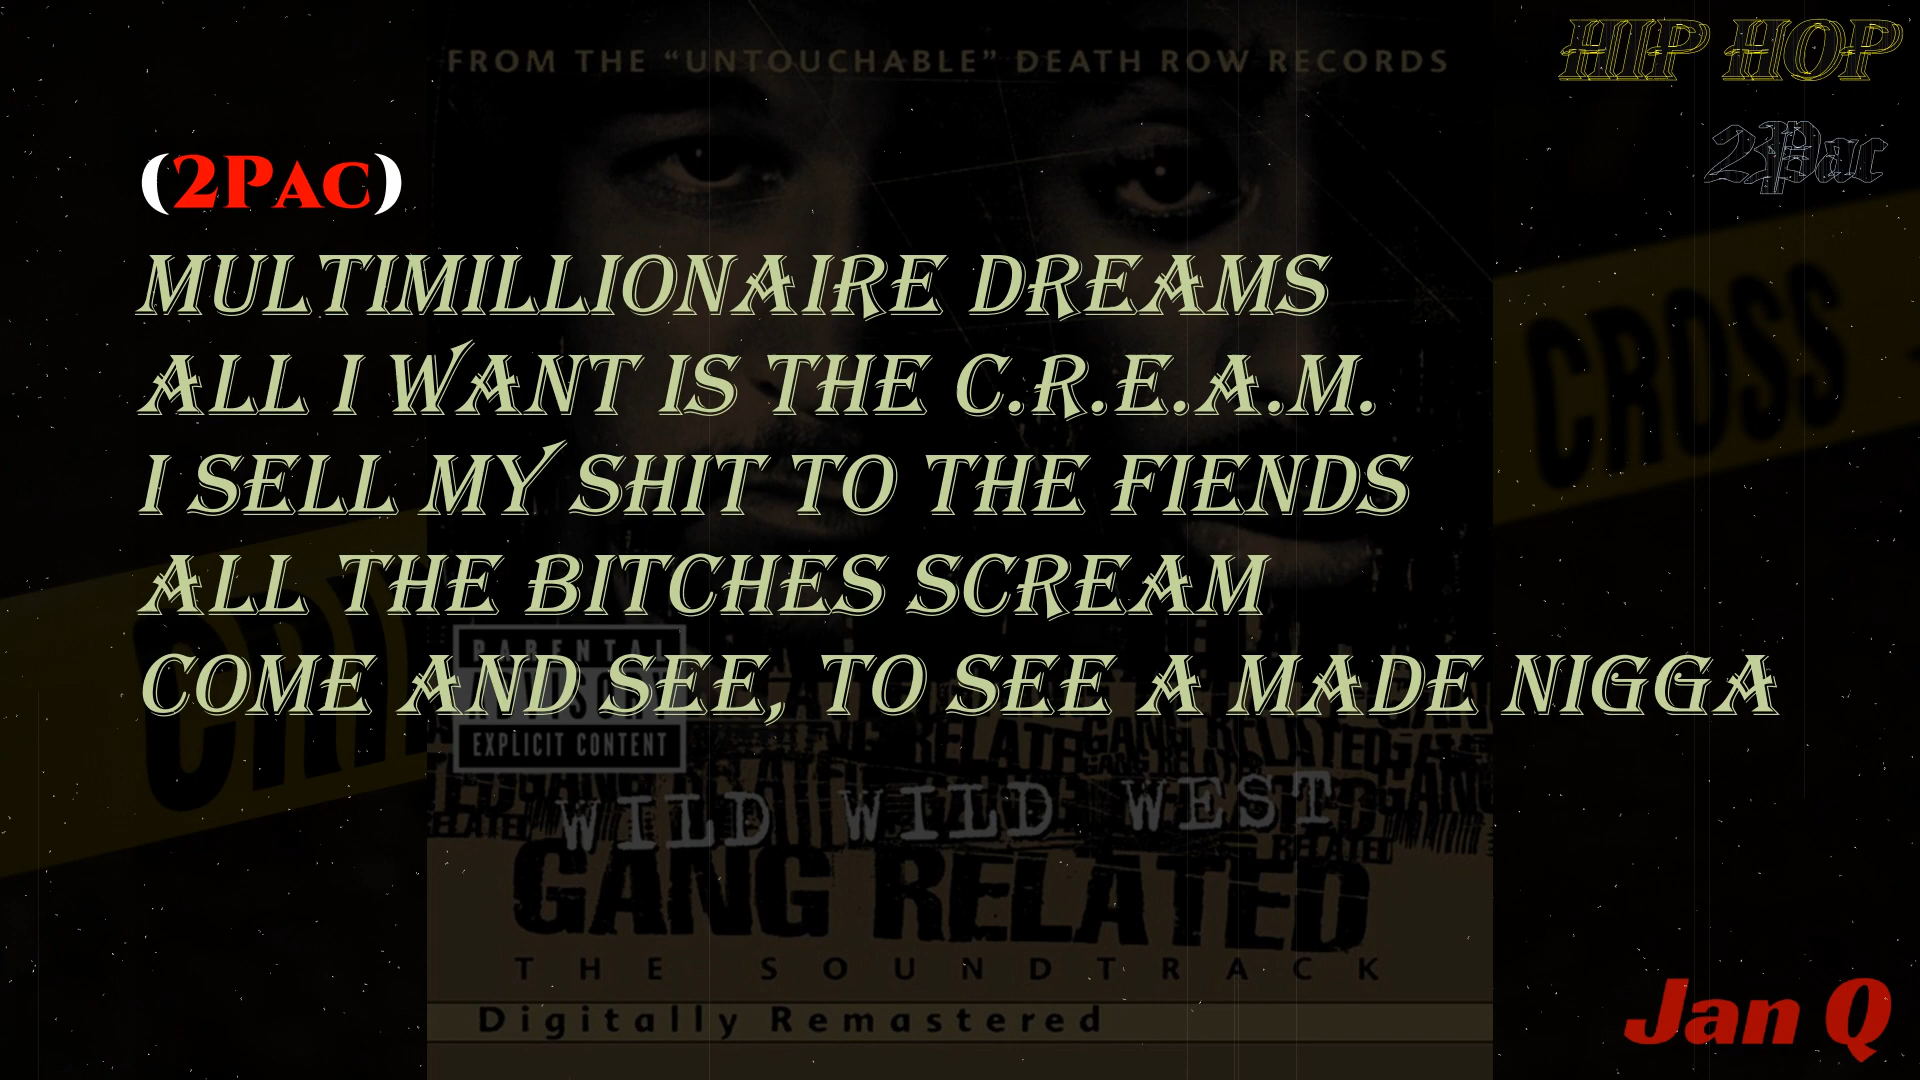 FROM THE “UNTOUCHABLE” DEATH ROW RECORDS
HIP HOP
2Pac
(2PAC)
MULTIMILLIONAIRE DREAMS
ALL I WANT IS THE C.R.E.A.M.
I SELL MY SHIT TO THE FIENDS
ALL THE BITCHES SCREAM
COME AND SEE, TO SEE A MADE NIGGA
CROSS
CRI
PARENTAL
ADVISORY
EXPLICIT CONTENT
WILD WILD WEST
GANG RELATED
THE SOUNDTRACK
Digitally Remastered
Jan Q